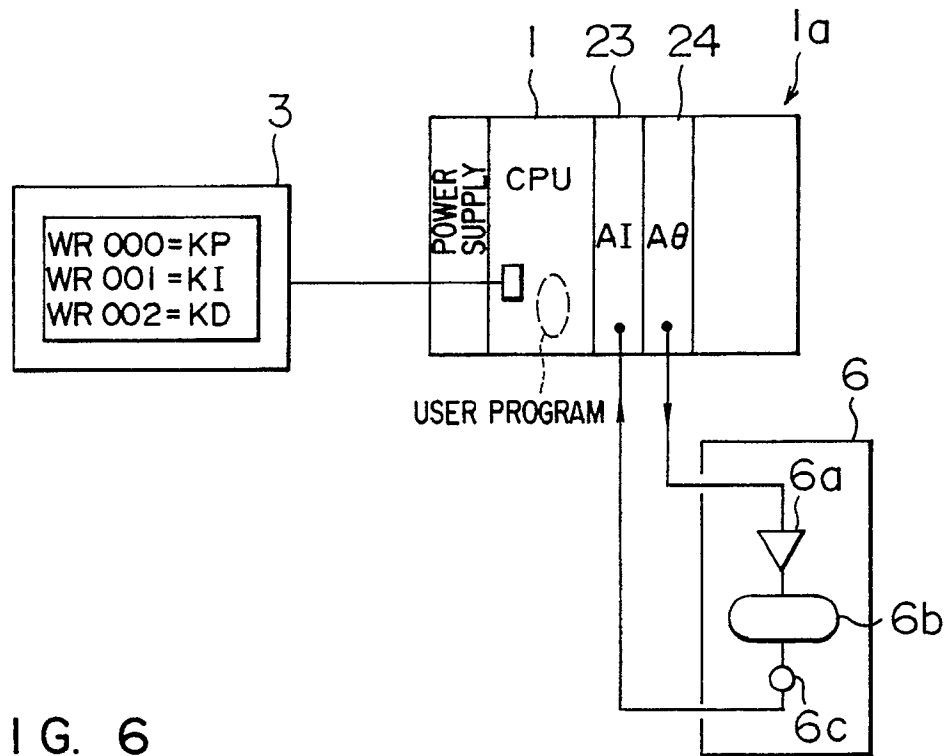 1
23
24
1a
3
POWER SUPPLY
CPU
AI
Aθ
WR 000=KP
WR 001=KI
WR 002=KD
USER PROGRAM
6
6a
6b
6c
IG. 6